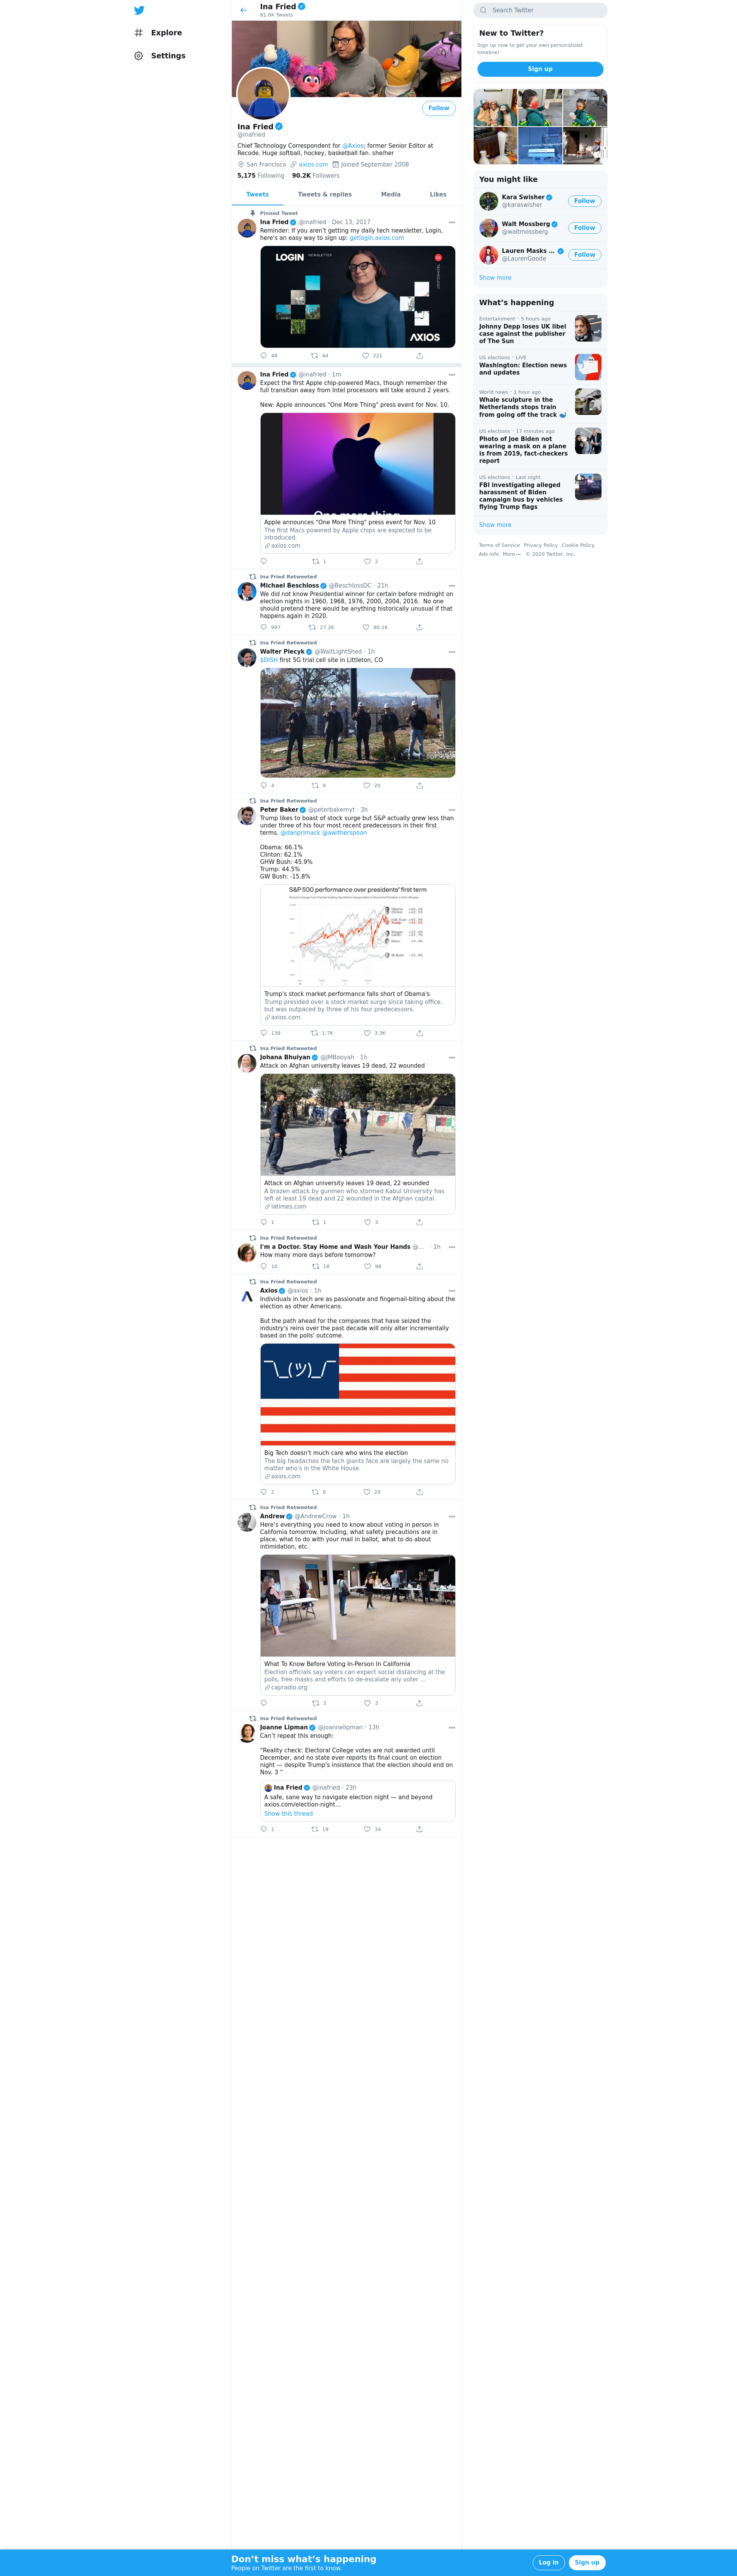 Explore
Settings
Ina Fried
91.6K Tweets
Follow
Ina Fried
@inafried
Chief Technology Correspondent for @Axios; former Senior Editor at
Recode. Huge softball, hockey, basketball fan. she/her
San Francisco axios.com Joined September 2008
5,175 Following 90.2K Followers
Tweets Tweets & replies Media Likes
Pinned Tweet
Ina Fried @inafried · Dec 13, 2017
Reminder: If you aren't getting my daily tech newsletter, Login,
here's an easy way to sign up: getlogin.axios.com
LOGIN NEWSLETTER
AXIOS
48 44 221
Ina Fried @inafried · 1m
Expect the first Apple chip-powered Macs, though remember the
full transition away from Intel processors will take around 2 years.
New: Apple announces "One More Thing" press event for Nov. 10.
One more thing
Apple announces "One More Thing" press event for Nov. 10
The first Macs powered by Apple chips are expected to be
introduced.
axios.com
1 2
Ina Fried Retweeted
Michael Beschloss @BeschlossDC · 21h
We did not know Presidential winner for certain before midnight on
election nights in 1960, 1968, 1976, 2000, 2004, 2016. No one
should pretend there would be anything historically unusual if that
happens again in 2020.
997 27.2K 80.1K
Ina Fried Retweeted
Walter Piecyk @WaltLightShed · 1h
$DISH first 5G trial cell site in Littleton, CO
4 9 20
Ina Fried Retweeted
Peter Baker @peterbakernyt · 3h
Trump likes to boast of stock surge but S&P actually grew less than
under three of his four most recent predecessors in their first
terms. @danprimack @awitherspoon
Obama: 66.1%
Clinton: 62.1%
GHW Bush: 45.9%
Trump: 44.5%
GW Bush: -15.8%
S&P 500 performance over presidents' first term
Trump's stock market performance falls short of Obama's
Trump presided over a stock market surge since taking office,
but was outpaced by three of his four predecessors.
axios.com
138 1.7K 3.3K
Ina Fried Retweeted
Johana Bhuiyan @JMBooyah · 1h
Attack on Afghan university leaves 19 dead, 22 wounded
Attack on Afghan university leaves 19 dead, 22 wounded
A brazen attack by gunmen who stormed Kabul University has
left at least 19 dead and 22 wounded in the Afghan capital.
latimes.com
1 1 3
Ina Fried Retweeted
I'm a Doctor. Stay Home and Wash Your Hands @… · 1h
How many more days before tomorrow?
10 18 98
Ina Fried Retweeted
Axios @axios · 1h
Individuals in tech are as passionate and fingernail-biting about the
election as other Americans.
But the path ahead for the companies that have seized the
industry's reins over the past decade will only alter incrementally
based on the polls' outcome.
¯\_(ツ)_/¯
Big Tech doesn't much care who wins the election
The big headaches the tech giants face are largely the same no
matter who's in the White House.
axios.com
2 8 20
Ina Fried Retweeted
Andrew @AndrewCrow · 1h
Here's everything you need to know about voting in person in
California tomorrow. Including, what safety precautions are in
place, what to do with your mail in ballot, what to do about
intimidation, etc.
What To Know Before Voting In-Person In California
Election officials say voters can expect social distancing at the
polls, free masks and efforts to de-escalate any voter ...
capradio.org
3 3
Ina Fried Retweeted
Joanne Lipman @joannelipman · 13h
Can't repeat this enough:
"Reality check: Electoral College votes are not awarded until
December, and no state ever reports its final count on election
night — despite Trump's insistence that the election should end on
Nov. 3 "
Ina Fried @inafried · 23h
A safe, sane way to navigate election night — and beyond
axios.com/election-night…
Show this thread
1 19 34
Search Twitter
New to Twitter?
Sign up now to get your own personalized
timeline!
Sign up
You might like
Kara Swisher
@karaswisher
Follow
Walt Mossberg
@waltmossberg
Follow
Lauren Masks …
@LaurenGoode
Follow
Show more
What's happening
Entertainment · 5 hours ago
Johnny Depp loses UK libel
case against the publisher
of The Sun
US elections · LIVE
Washington: Election news
and updates
World news · 1 hour ago
Whale sculpture in the
Netherlands stops train
from going off the track 🐋
US elections · 17 minutes ago
Photo of Joe Biden not
wearing a mask on a plane
is from 2019, fact-checkers
report
US elections · Last night
FBI investigating alleged
harassment of Biden
campaign bus by vehicles
flying Trump flags
Show more
Terms of Service Privacy Policy Cookie Policy
Ads info More © 2020 Twitter, Inc.
Don't miss what's happening
People on Twitter are the first to know.
Log in Sign up